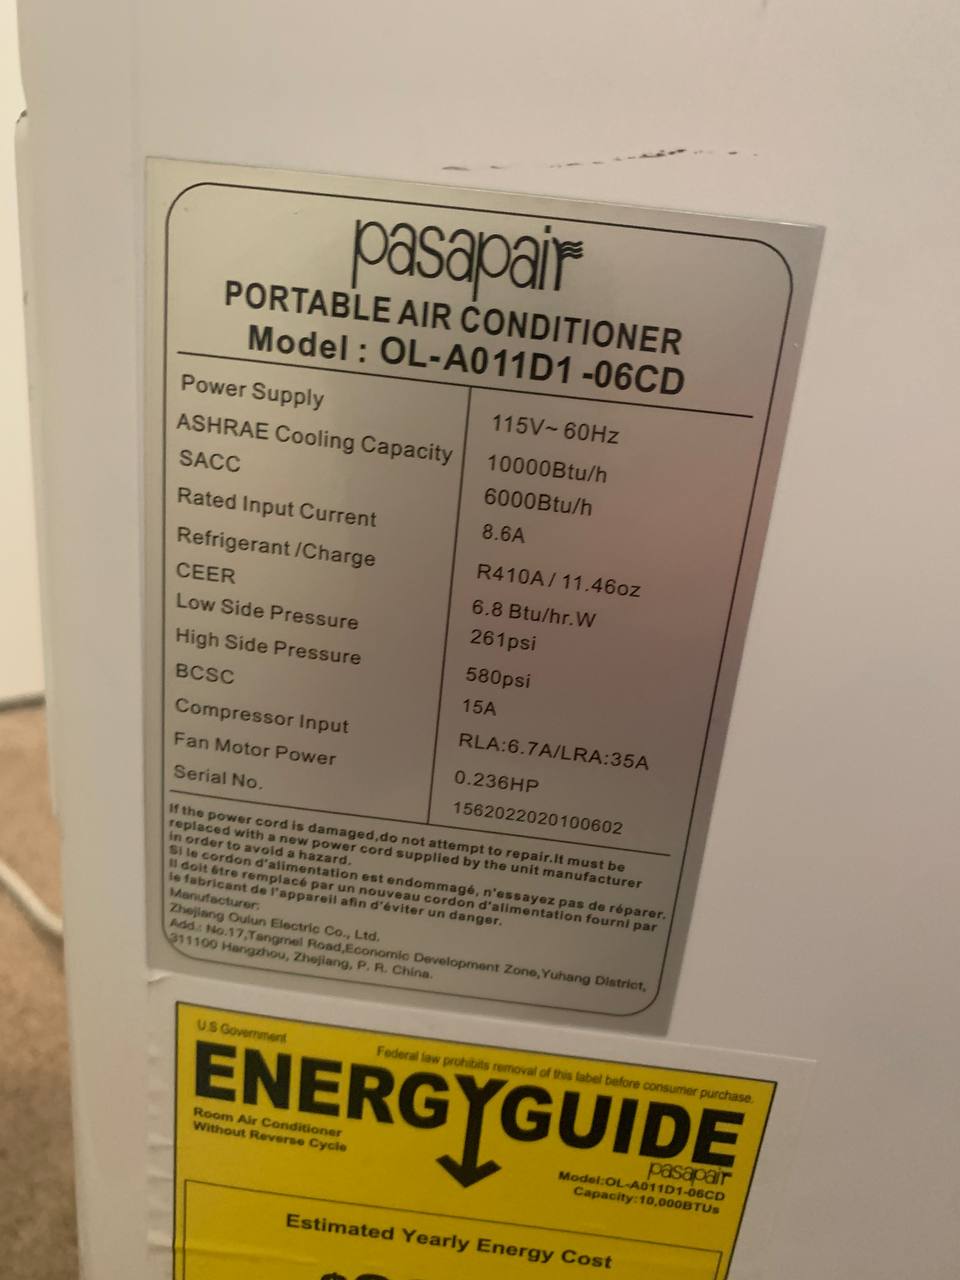 pasapair
PORTABLE AIR CONDITIONER
Model : OL-A011D1 -06CD
Power Supply 115V~ 60Hz
ASHRAE Cooling Capacity 10000Btu/h
SACC 6000Btu/h
Rated Input Current 8.6A
Refrigerant /Charge R410A / 11.46oz
CEER 6.8 Btu/hr.W
Low Side Pressure 261psi
High Side Pressure 580psi
BCSC 15A
Compressor Input RLA:6.7A/LRA:35A
Fan Motor Power 0.236HP
Serial No. 1562022020100602
If the power cord is damaged,do not attempt to repair.It must be
replaced with a new power cord supplied by the unit manufacturer
in order to avoid a hazard.
Si le cordon d'alimentation est endommagé, n'essayez pas de réparer.
Il doit être remplacé par un nouveau cordon d'alimentation fourni par
le fabricant de l'appareil afin d'éviter un danger.
Manufacturer:
Zhejiang Oulun Electric Co., Ltd.
Add.: No.17,Tangmei Road,Economic Development Zone,Yuhang District,
311100 Hangzhou, Zhejiang, P. R. China.
U.S Government
Federal law prohibits removal of this label before consumer purchase.
ENERGYGUIDE
Room Air Conditioner
Without Reverse Cycle
pasapair
Model:OL-A011D1-06CD
Capacity:10,000BTUs
Estimated Yearly Energy Cost